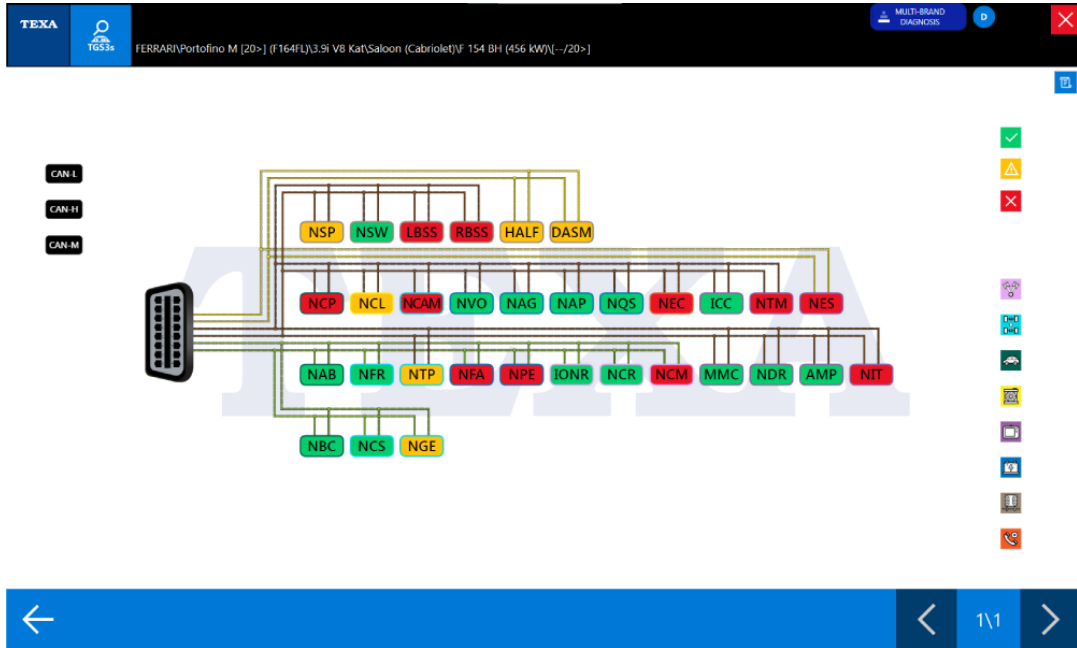 TEXA
TGS3s
FERRARI\Portofino M [20>] (F164FL)\3.9i V8 Kat\Saloon (Cabriolet)\F 154 BH (456 kW)\[--/20>]
MULTI-BRAND
DIAGNOSIS
D
CAN-L
CAN-H
CAN-M
NSP NSW LBSS RBSS HALF DASM
NCP NCL NCAM NVO NAG NAP NQS NEC ICC NTM NES
NAB NFR NTP NFA NPE IONR NCR NCM MMC NDR AMP NIT
NBC NCS NGE
TEXA
1\1